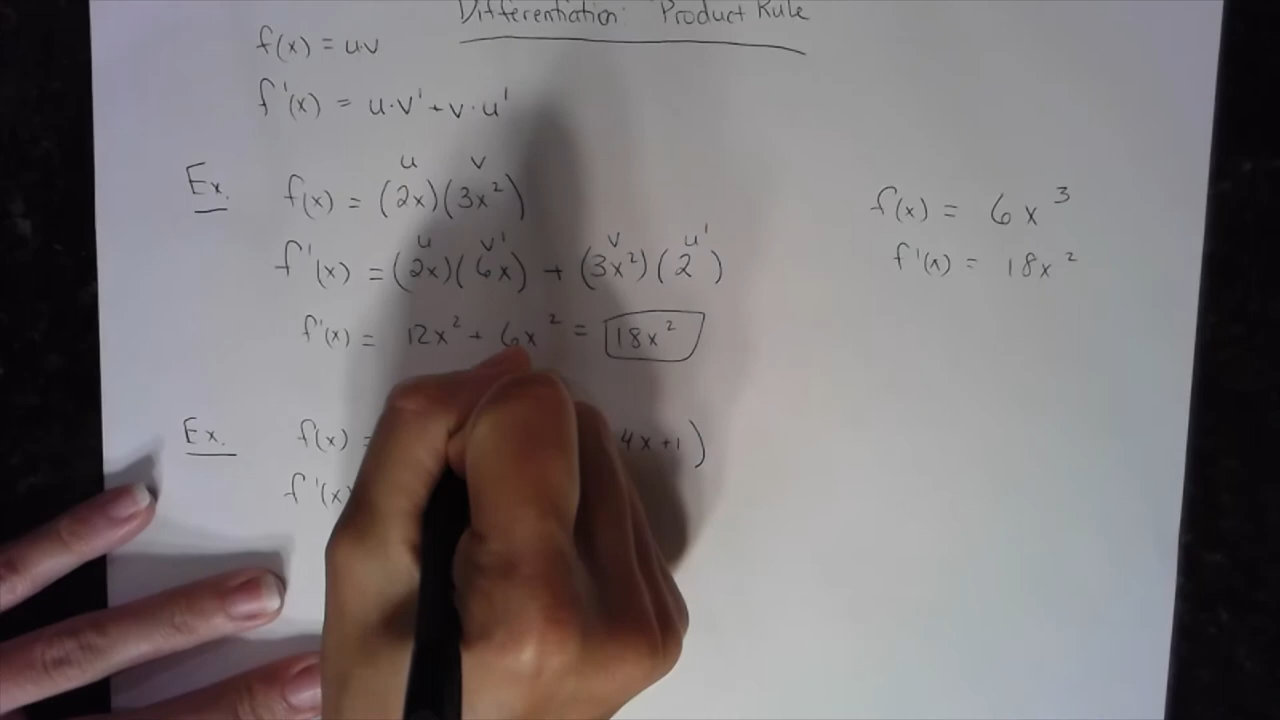 Differentiation: Product Rule
f(x) = u·v
f'(x) = u·v' + v·u'
u v
Ex. f(x) = (2x)(3x²)
u v' v u'
f'(x) = (2x)(6x) + (3x²)(2)
f'(x) = 12x² + 6x² = 18x²
f(x) = 6x³
f'(x) = 18x²
Ex. f(x) = 4x+1)
f'(x)